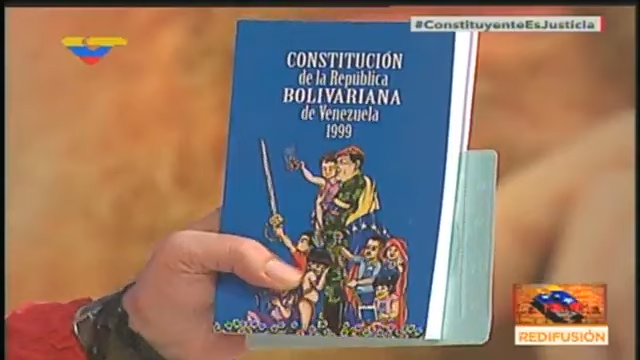 #ConstituyenteEsJusticia
CONSTITUCIÓN
de la República
BOLIVARIANA
de Venezuela
1999
REDIFUSIÓN